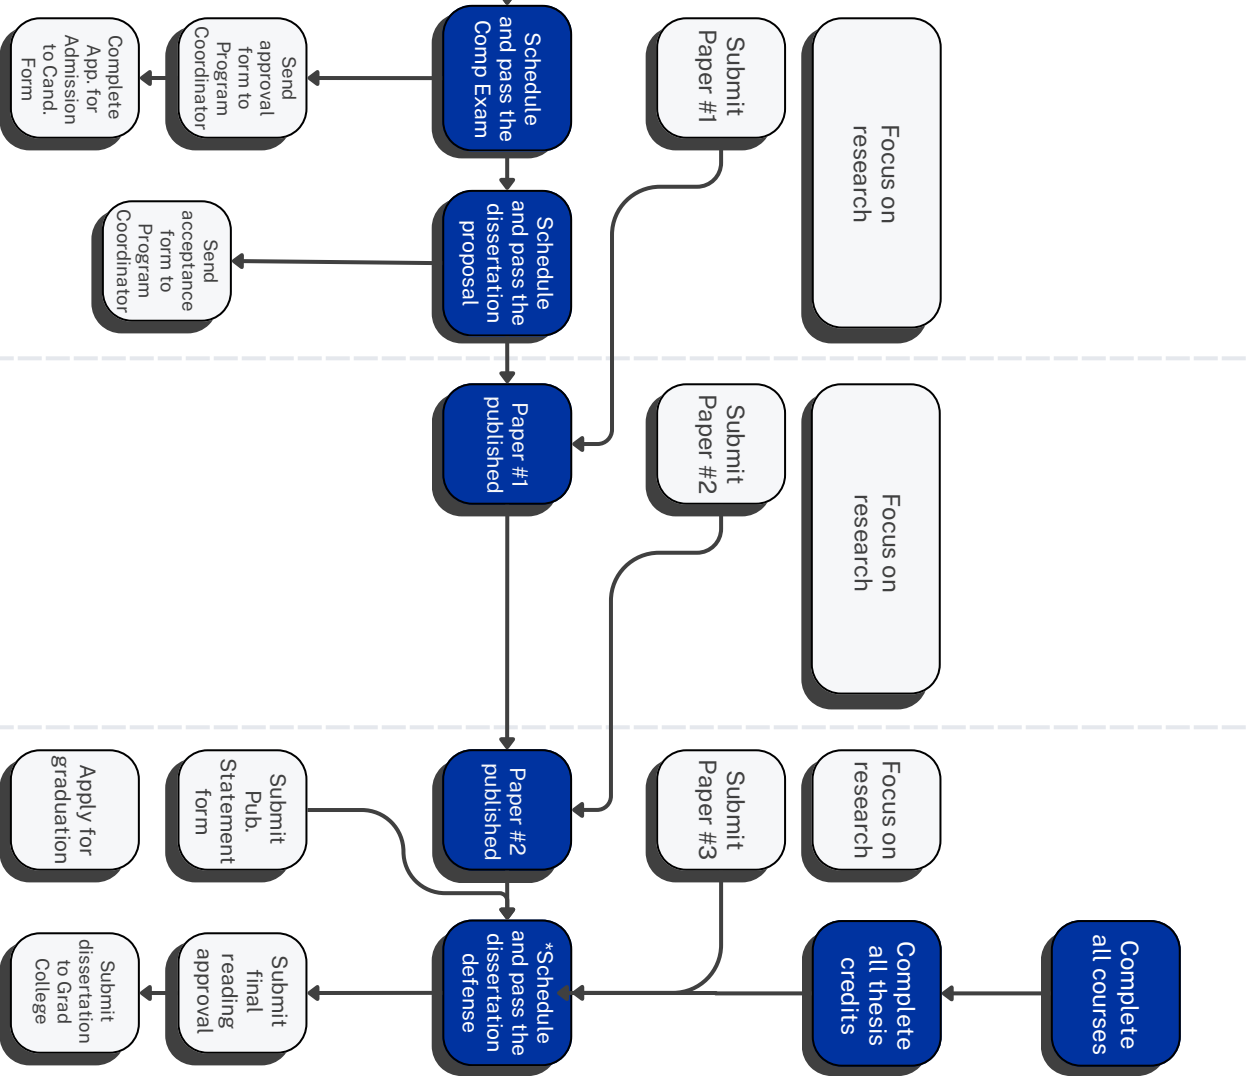 Complete
all courses
Focus on
research
Focus on
research
Focus on
research
Complete
all thesis
credits
Submit
Paper #1
Submit
Paper #2
Submit
Paper #3
Schedule
and pass the
Comp Exam
Schedule
and pass the
dissertation
proposal
Paper #1
published
Paper #2
published
*Schedule
and pass the
dissertation
defense
Send
approval
form to
Program
Coordinator
Send
acceptance
form to
Program
Coordinator
Submit
Pub.
Statement
form
Submit
final
reading
approval
Complete
App. for
Admission
to Cand.
Form
Apply for
graduation
Submit
dissertation
to Grad
College